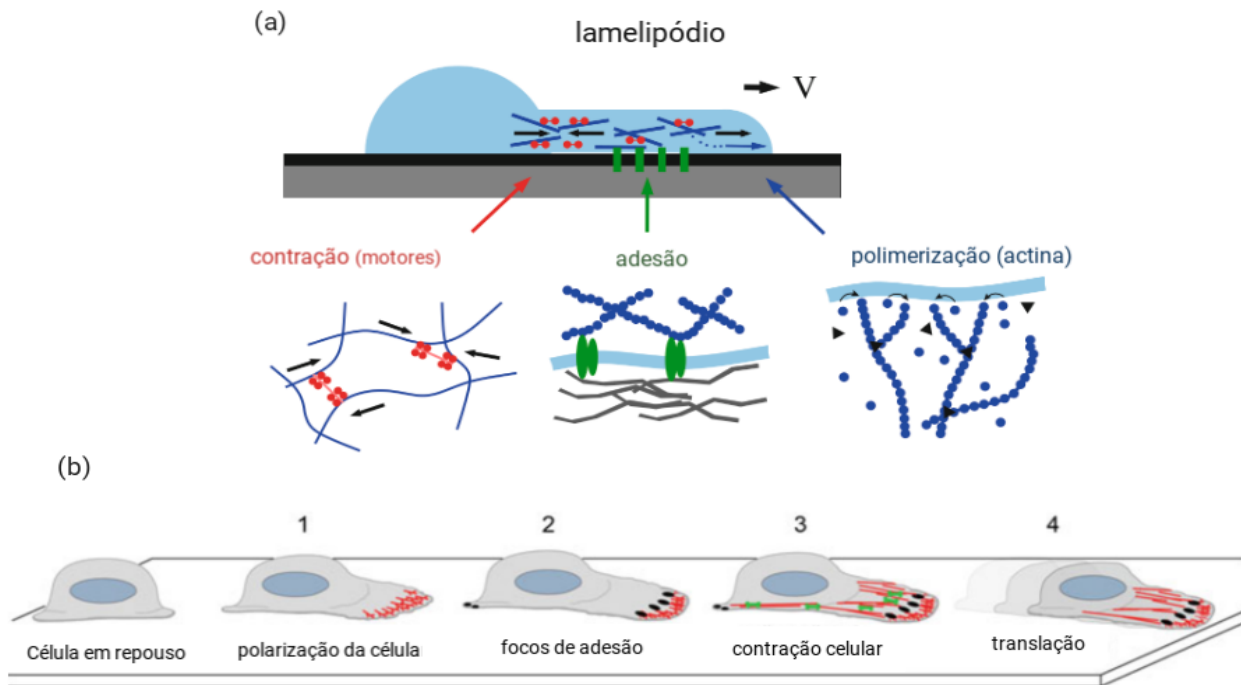 (a)
lamelipódio
V
contração (motores)
adesão
polimerização (actina)
(b)
1
2
3
4
Célula em repouso
polarização da célula
focos de adesão
contração celular
translação